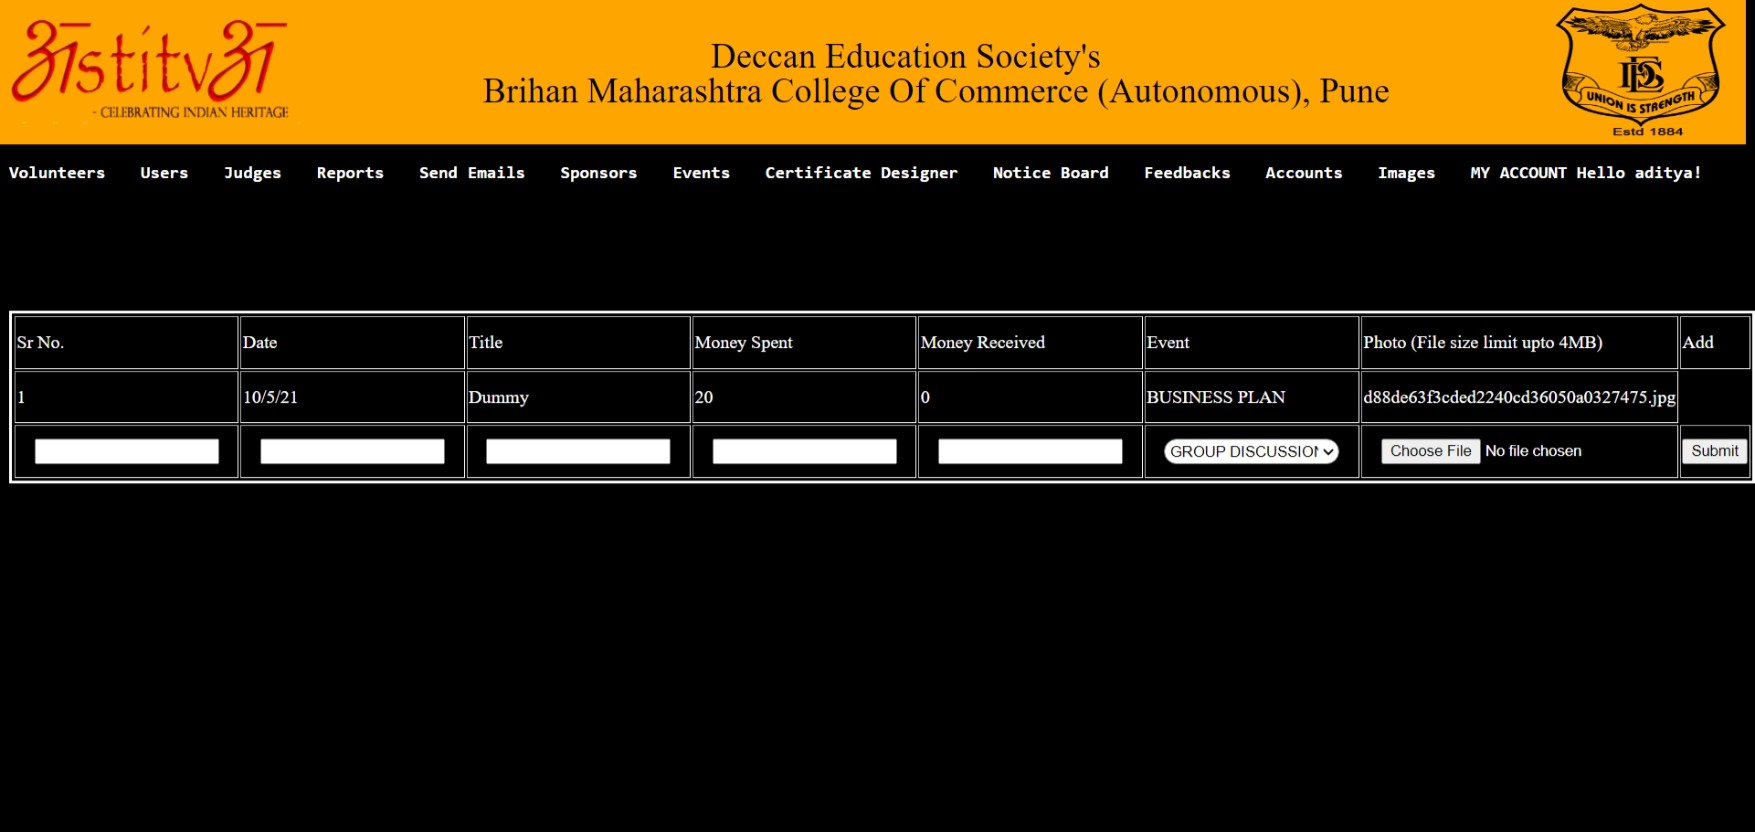 अstitvअ
- CELEBRATING INDIAN HERITAGE
Deccan Education Society's
Brihan Maharashtra College Of Commerce (Autonomous), Pune
DES
UNION IS STRENGTH
Estd 1884
Volunteers Users Judges Reports Send Emails Sponsors Events Certificate Designer Notice Board Feedbacks Accounts Images MY ACCOUNT Hello aditya!
Sr No. Date Title Money Spent Money Received Event Photo (File size limit upto 4MB) Add
1 10/5/21 Dummy 20 0 BUSINESS PLAN d88de63f3cded2240cd36050a0327475.jpg
GROUP DISCUSSION Choose File No file chosen Submit